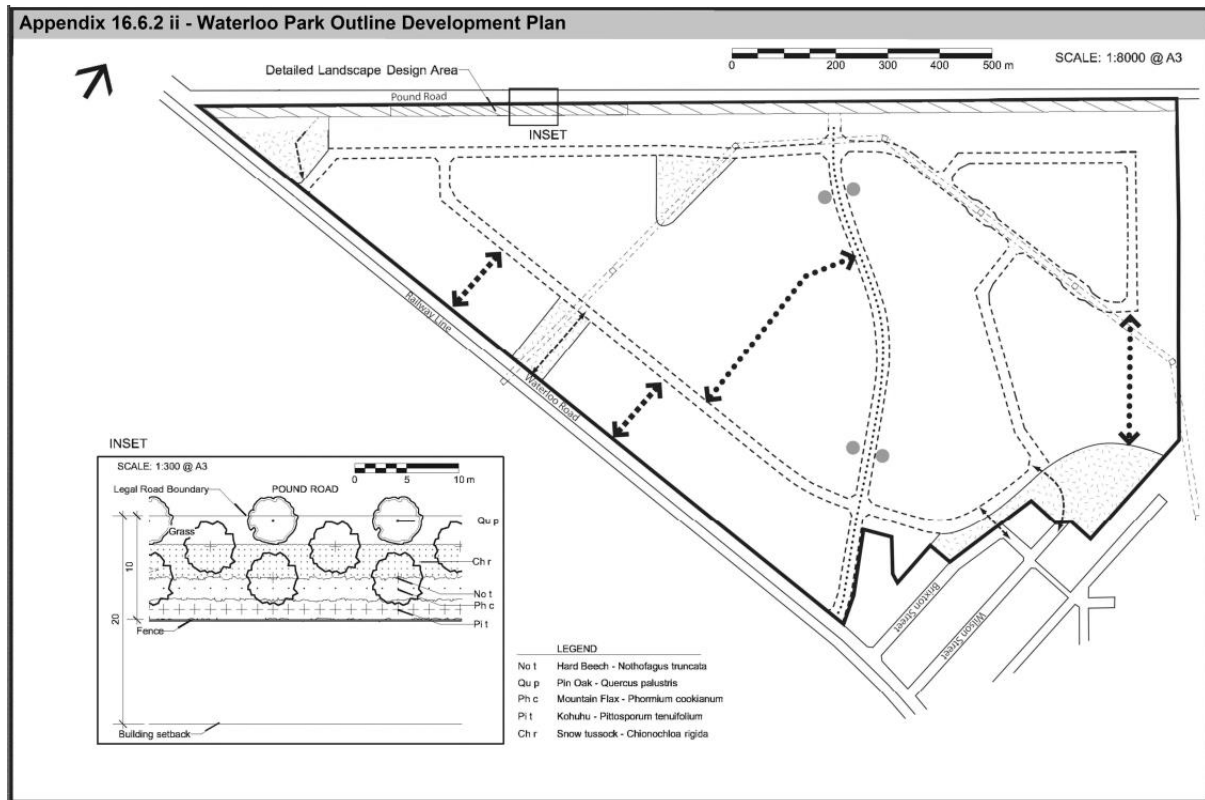 Appendix 16.6.2 ii - Waterloo Park Outline Development Plan
0 200 300 400 500 m
SCALE: 1:8000 @ A3
Detailed Landscape Design Area
Pound Road
INSET
Railway Line
Waterloo Road
Brixton Street
Wilson Street
INSET
SCALE: 1:300 @ A3
0 5 10 m
Legal Road Boundary
POUND ROAD
Grass
Qu p
Ch r
No t
Ph c
Pi t
10
20
Fence
Building setback
LEGEND
No t Hard Beech - Nothofagus truncata
Qu p Pin Oak - Quercus palustris
Ph c Mountain Flax - Phormium cookianum
Pi t Kohuhu - Pittosporum tenuifolium
Ch r Snow tussock - Chionochloa rigida